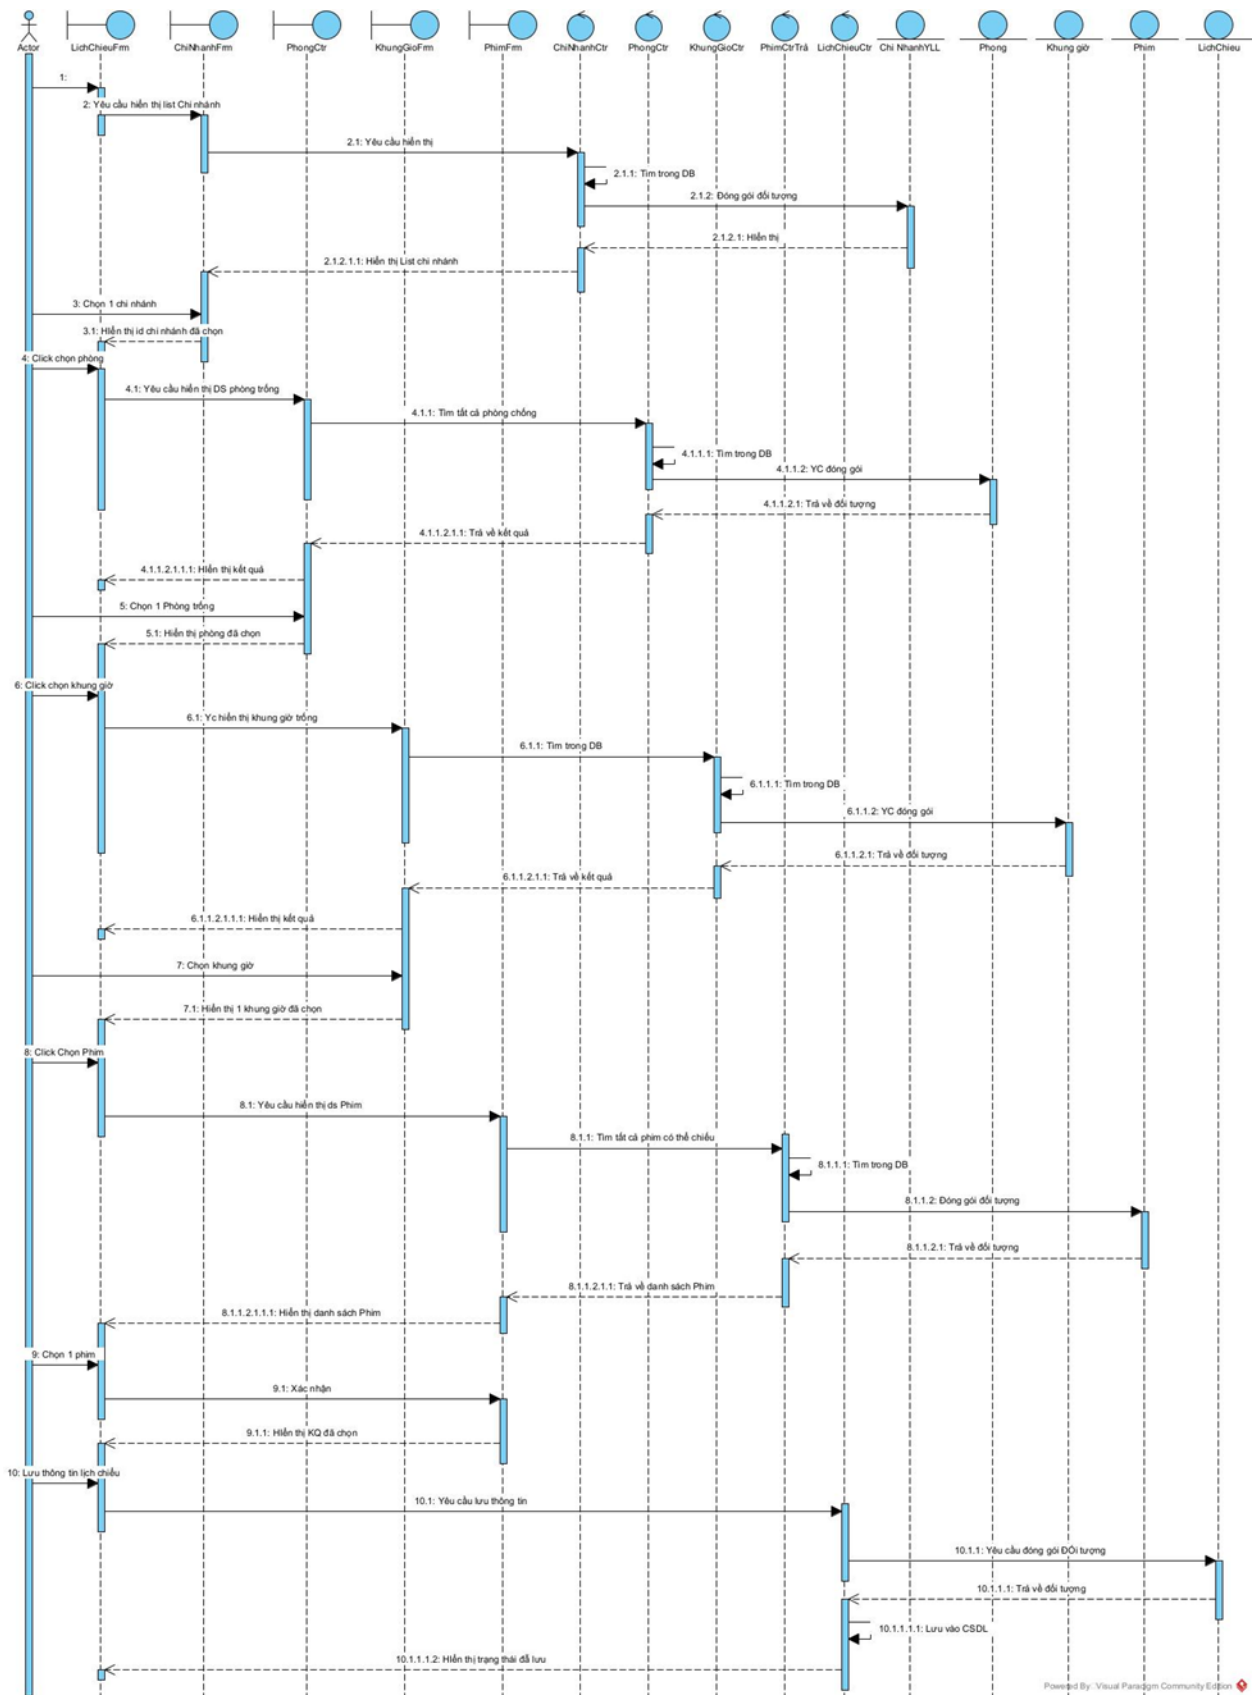 Actor
LichChieuFrm
ChiNhanhFrm
PhongCtr
KhungGioFrm
PhimFrm
ChiNhanhCtr
PhongCtr
KhungGioCtr
PhimCtrTrả
LichChieuCtr
Chi NhanhYLL
Phong
Khung giờ
Phim
LichChieu
1:
2: Yêu cầu hiển thị list Chi nhánh
2.1: Yêu cầu hiển thị
2.1.1: Tìm trong DB
2.1.2: Đóng gói đối tượng
2.1.2.1: HIển thị
2.1.2.1.1: Hiển thị List chi nhánh
3: Chọn 1 chi nhánh
3.1: HIển thị id chi nhánh đã chọn
4: Click chọn phòng
4.1: Yêu cầu hiển thị DS phòng trống
4.1.1: Tìm tất cả phòng chống
4.1.1.1: Tìm trong DB
4.1.1.2: YC đóng gói
4.1.1.2.1: Trả về đối tượng
4.1.1.2.1.1: Trả về kết quả
4.1.1.2.1.1.1: HIển thị kết quả
5: Chọn 1 Phòng trống
5.1: Hiển thị phòng đã chọn
6: Click chọn khung giờ
6.1: Yc hiển thị khung giờ trống
6.1.1: Tìm trong DB
6.1.1.1: Tìm trong DB
6.1.1.2: YC đóng gói
6.1.1.2.1: Trả về đối tượng
6.1.1.2.1.1: Trả về kết quả
6.1.1.2.1.1.1: Hiển thị kết quả
7: Chọn khung giờ
7.1: Hiển thị 1 khung giờ đã chọn
8: Click Chọn Phim
8.1: Yêu cầu hiển thị ds Phim
8.1.1: Tìm tất cả phim có thể chiếu
8.1.1.1: Tìm trong DB
8.1.1.2: Đóng gói đối tượng
8.1.1.2.1: Trả về đối tượng
8.1.1.2.1.1: Trả về danh sách Phim
8.1.1.2.1.1.1: Hiển thị danh sách Phim
9: Chọn 1 phim
9.1: Xác nhận
9.1.1: HIển thị KQ đã chọn
10: Lưu thông tin lịch chiếu
10.1: Yêu cầu lưu thông tin
10.1.1: Yêu cầu đóng gói ĐỐi tượng
10.1.1.1: Trả về đối tượng
10.1.1.1.1: Lưu vào CSDL
10.1.1.1.2: HIển thị trạng thái đẫ lưu
Powered By: Visual Paradigm Community Edition